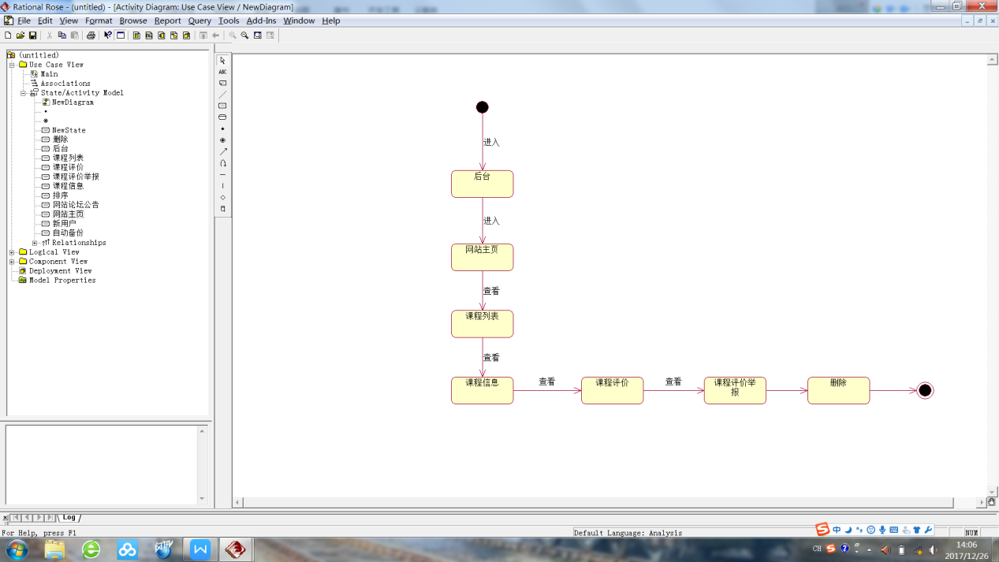 Rational Rose - (untitled) - [Activity Diagram: Use Case View / NewDiagram]
File Edit View Format Browse Report Query Tools Add-Ins Window Help
(untitled)
Use Case View
Main
Associations
State/Activity Model
NewDiagram
NewState
删除
后台
课程列表
课程评价
课程评价举报
课程信息
排序
网站论坛公告
网站主页
新用户
自动备份
Relationships
Logical View
Component View
Deployment View
Model Properties
ABC
进入
后台
进入
网站主页
查看
课程列表
查看
课程信息
查看
课程评价
查看
课程评价举
报
删除
Log
For Help, press F1
Default Language: Analysis
NUM
中
CH
14:06
2017/12/26